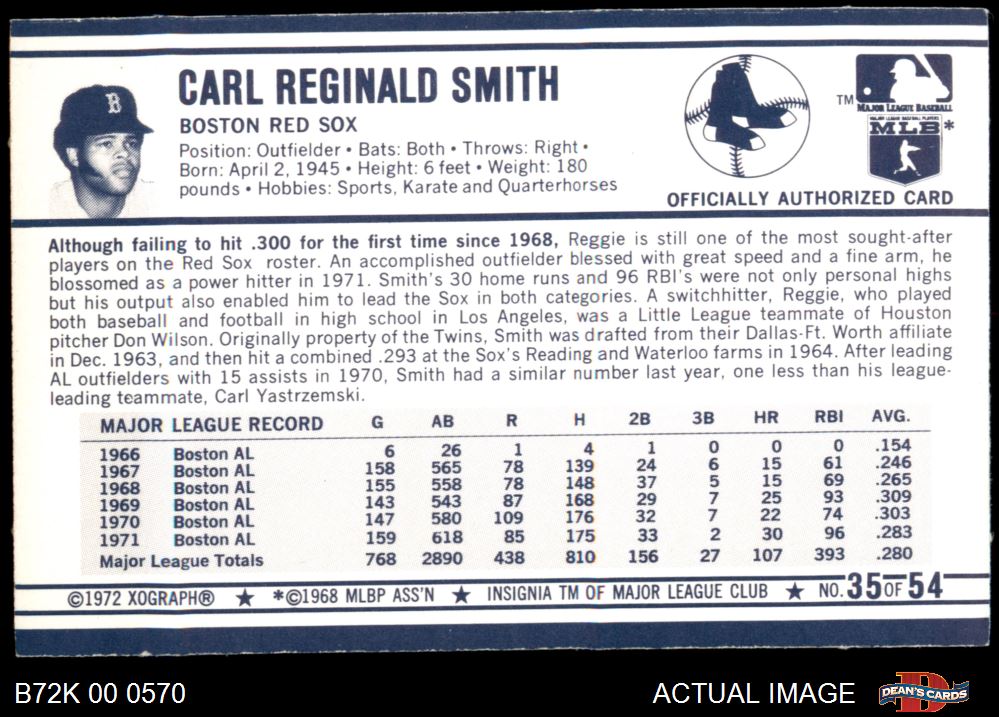 B
CARL REGINALD SMITH
BOSTON RED SOX
Position: Outfielder • Bats: Both • Throws: Right •
Born: April 2, 1945 • Height: 6 feet • Weight: 180
pounds • Hobbies: Sports, Karate and Quarterhorses
TM
MAJOR LEAGUE BASEBALL
MAJOR LEAGUE BASEBALL PLAYERS
MLB*
OFFICIALLY AUTHORIZED CARD
Although failing to hit .300 for the first time since 1968, Reggie is still one of the most sought-after
players on the Red Sox roster. An accomplished outfielder blessed with great speed and a fine arm, he
blossomed as a power hitter in 1971. Smith's 30 home runs and 96 RBI's were not only personal highs
but his output also enabled him to lead the Sox in both categories. A switchhitter, Reggie, who played
both baseball and football in high school in Los Angeles, was a Little League teammate of Houston
pitcher Don Wilson. Originally property of the Twins, Smith was drafted from their Dallas-Ft. Worth affiliate
in Dec. 1963, and then hit a combined .293 at the Sox's Reading and Waterloo farms in 1964. After leading
AL outfielders with 15 assists in 1970, Smith had a similar number last year, one less than his league-
leading teammate, Carl Yastrzemski.
MAJOR LEAGUE RECORD G AB R H 2B 3B HR RBI AVG.
1966 Boston AL 6 26 1 4 1 0 0 0 .154
1967 Boston AL 158 565 78 139 24 6 15 61 .246
1968 Boston AL 155 558 78 148 37 5 15 69 .265
1969 Boston AL 143 543 87 168 29 7 25 93 .309
1970 Boston AL 147 580 109 176 32 7 22 74 .303
1971 Boston AL 159 618 85 175 33 2 30 96 .283
Major League Totals 768 2890 438 810 156 27 107 393 .280
©1972 XOGRAPH® ★ *©1968 MLBP ASS'N ★ INSIGNIA TM OF MAJOR LEAGUE CLUB ★ NO. 35 OF 54
B72K 00 0570 ACTUAL IMAGE
DEAN'S CARDS